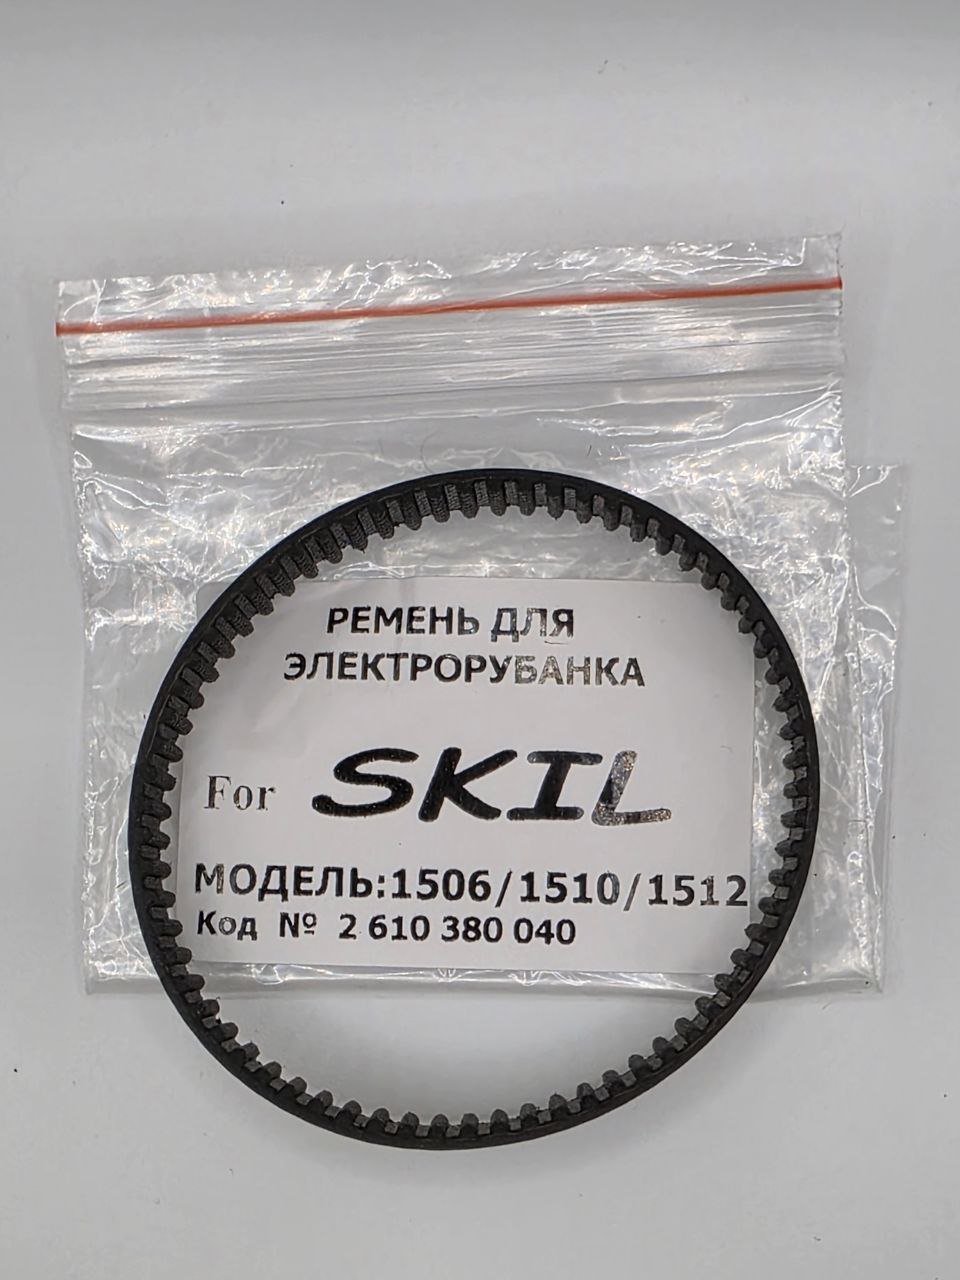 РЕМЕНЬ ДЛЯ
ЭЛЕКТРОРУБАНКА
For SKIL
МОДЕЛЬ:1506/1510/1512
Код № 2 610 380 040